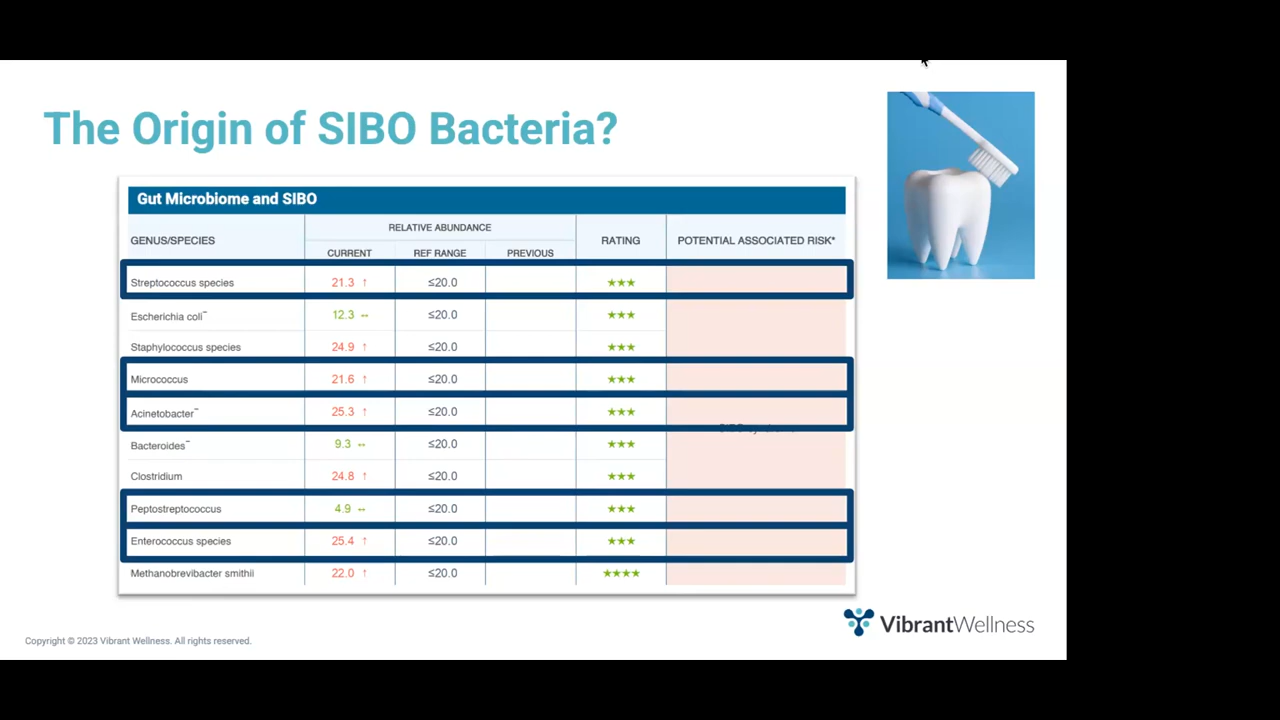 The Origin of SIBO Bacteria?
Gut Microbiome and SIBO
GENUS/SPECIES
RELATIVE ABUNDANCE
RATING
POTENTIAL ASSOCIATED RISK*
CURRENT REF RANGE PREVIOUS
Streptococcus species 21.3 ↑ ≤20.0 ★★★
Escherichia coli~ 12.3 ↔ ≤20.0 ★★★
Staphylococcus species 24.9 ↑ ≤20.0 ★★★
Micrococcus 21.6 ↑ ≤20.0 ★★★
Acinetobacter~ 25.3 ↑ ≤20.0 ★★★
Bacteroides~ 9.3 ↔ ≤20.0 ★★★
Clostridium 24.8 ↑ ≤20.0 ★★★
Peptostreptococcus 4.9 ↔ ≤20.0 ★★★
Enterococcus species 25.4 ↑ ≤20.0 ★★★
Methanobrevibacter smithii 22.0 ↑ ≤20.0 ★★★★
VibrantWellness
Copyright © 2023 Vibrant Wellness. All rights reserved.